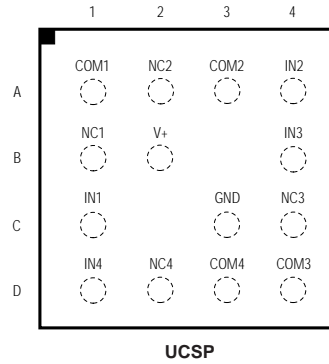 1 2 3 4
COM1 NC2 COM2 IN2
A
NC1 V+ IN3
B
IN1 GND NC3
C
IN4 NC4 COM4 COM3
D
UCSP